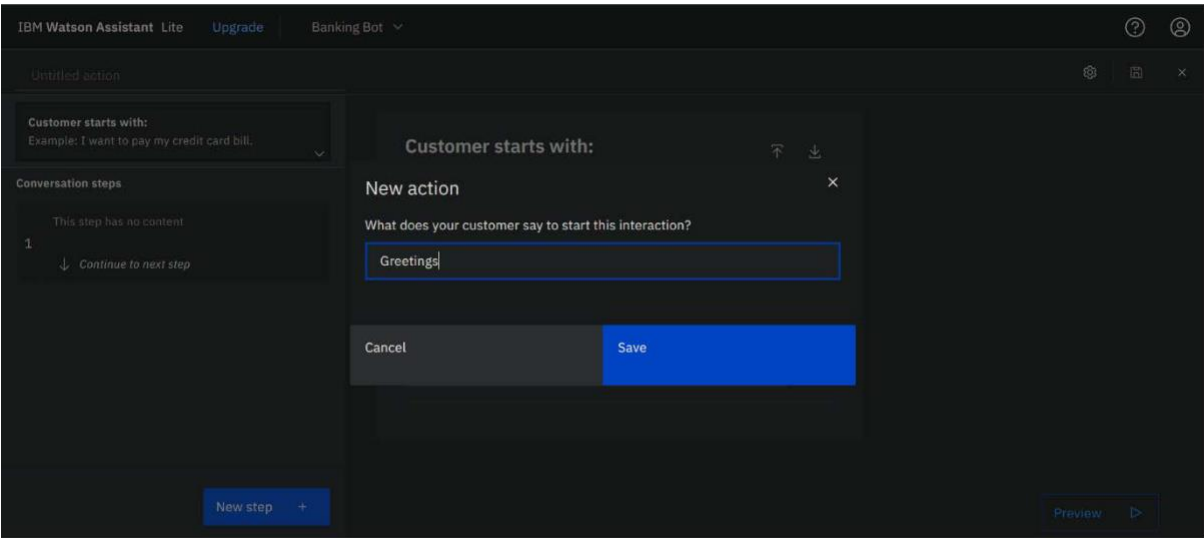 IBM Watson Assistant Lite Upgrade Banking Bot
Untitled action
Customer starts with:
Example: I want to pay my credit card bill.
Conversation steps
This step has no content
1
Continue to next step
New step +
Customer starts with:
New action
What does your customer say to start this interaction?
Greetings
Cancel
Save
Preview